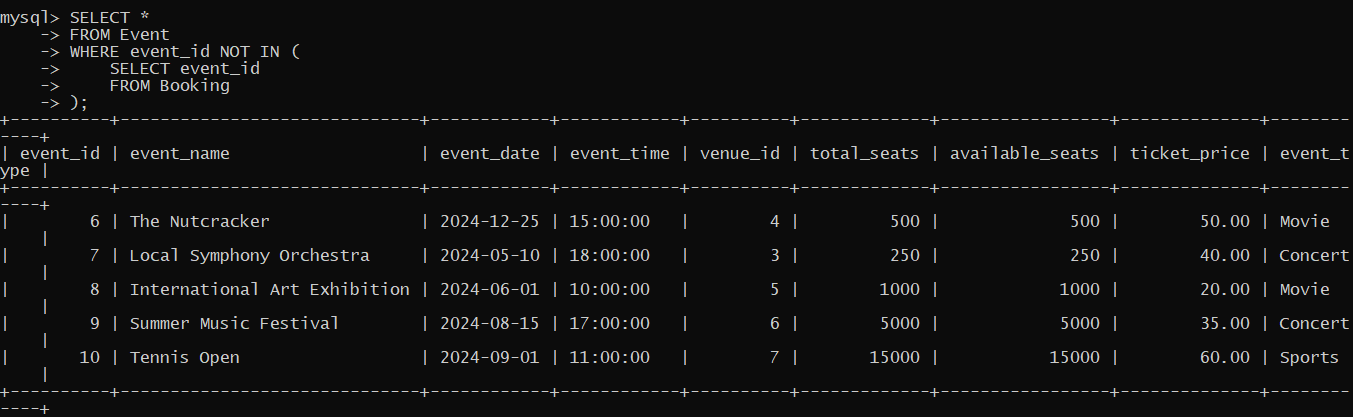 mysql> SELECT *
    -> FROM Event
    -> WHERE event_id NOT IN (
    ->     SELECT event_id
    ->     FROM Booking
    -> );
+----------+------------------------------+------------+------------+----------+-------------+-----------------+--------------+--------
----+
| event_id | event_name                   | event_date | event_time | venue_id | total_seats | available_seats | ticket_price | event_t
ype |
+----------+------------------------------+------------+------------+----------+-------------+-----------------+--------------+--------
----+
|        6 | The Nutcracker               | 2024-12-25 | 15:00:00   |        4 |         500 |             500 |        50.00 | Movie
    |
|        7 | Local Symphony Orchestra     | 2024-05-10 | 18:00:00   |        3 |         250 |             250 |        40.00 | Concert
    |
|        8 | International Art Exhibition | 2024-06-01 | 10:00:00   |        5 |        1000 |            1000 |        20.00 | Movie
    |
|        9 | Summer Music Festival        | 2024-08-15 | 17:00:00   |        6 |        5000 |            5000 |        35.00 | Concert
    |
|       10 | Tennis Open                  | 2024-09-01 | 11:00:00   |        7 |       15000 |           15000 |        60.00 | Sports
    |
+----------+------------------------------+------------+------------+----------+-------------+-----------------+--------------+--------
----+